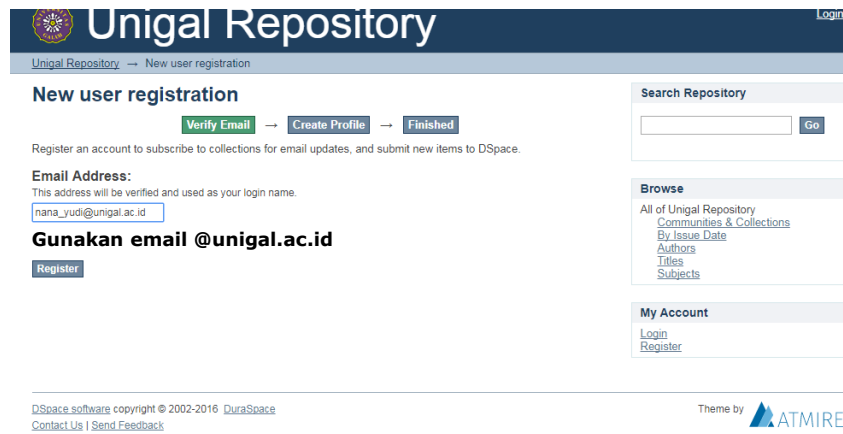 Unigal Repository
Login
Unigal Repository → New user registration
New user registration
Verify Email → Create Profile → Finished
Register an account to subscribe to collections for email updates, and submit new items to DSpace.
Email Address:
This address will be verified and used as your login name.
nana_yudi@unigal.ac.id
Gunakan email @unigal.ac.id
Register
Search Repository
Go
Browse
All of Unigal Repository
Communities & Collections
By Issue Date
Authors
Titles
Subjects
My Account
Login
Register
DSpace software copyright © 2002-2016 DuraSpace
Contact Us | Send Feedback
Theme by ATMIRE